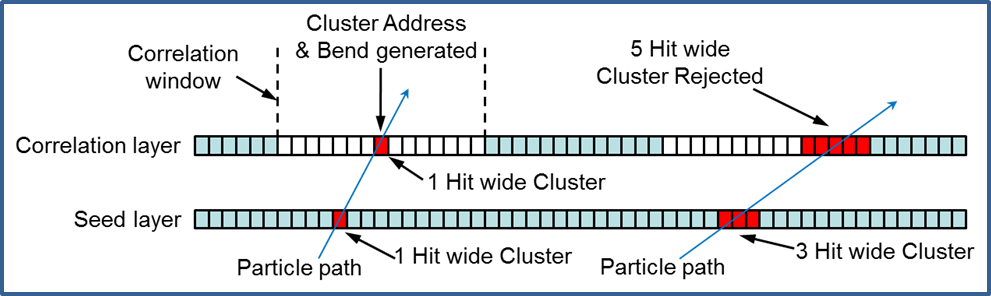 Cluster Address
& Bend generated
Correlation
window
5 Hit wide
Cluster Rejected
Correlation layer
1 Hit wide Cluster
Seed layer
1 Hit wide Cluster
3 Hit wide Cluster
Particle path
Particle path